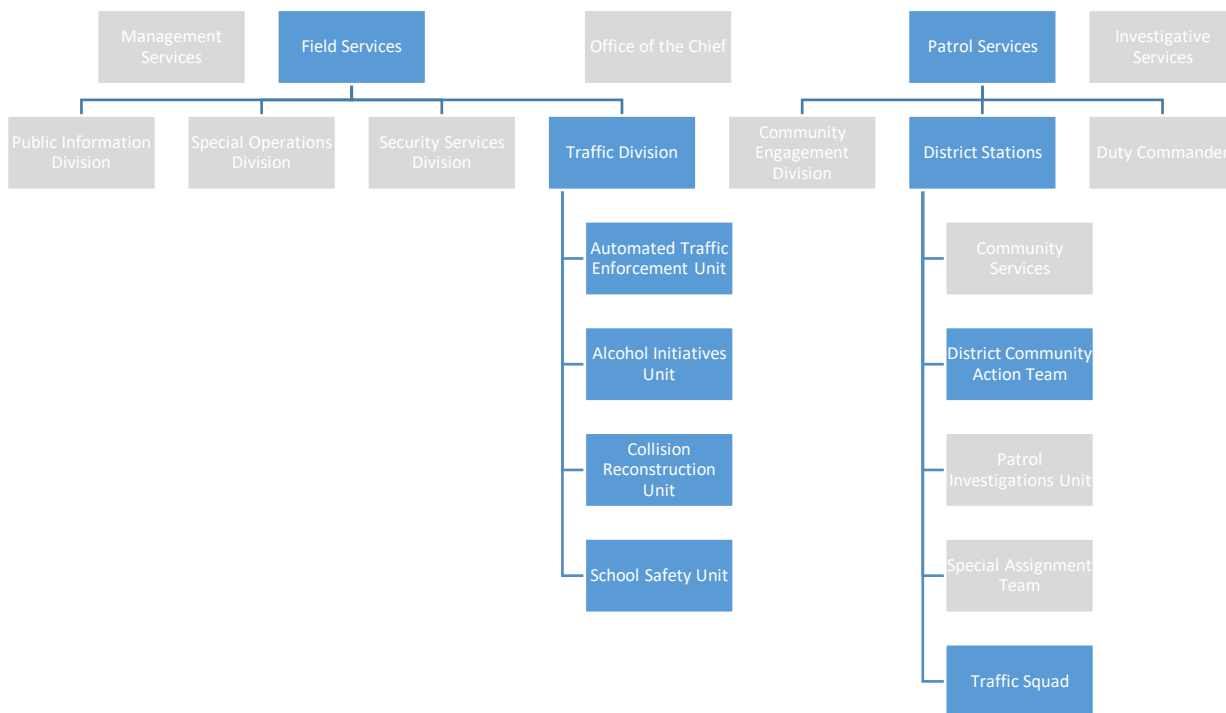 Management
Services
Field Services
Office of the Chief
Patrol Services
Investigative
Services
Public Information
Division
Special Operations
Division
Security Services
Division
Traffic Division
Community
Engagement
Division
District Stations
Duty Commander
Automated Traffic
Enforcement Unit
Community
Services
Alcohol Initiatives
Unit
District Community
Action Team
Collision
Reconstruction
Unit
Patrol
Investigations Unit
School Safety Unit
Special Assignment
Team
Traffic Squad